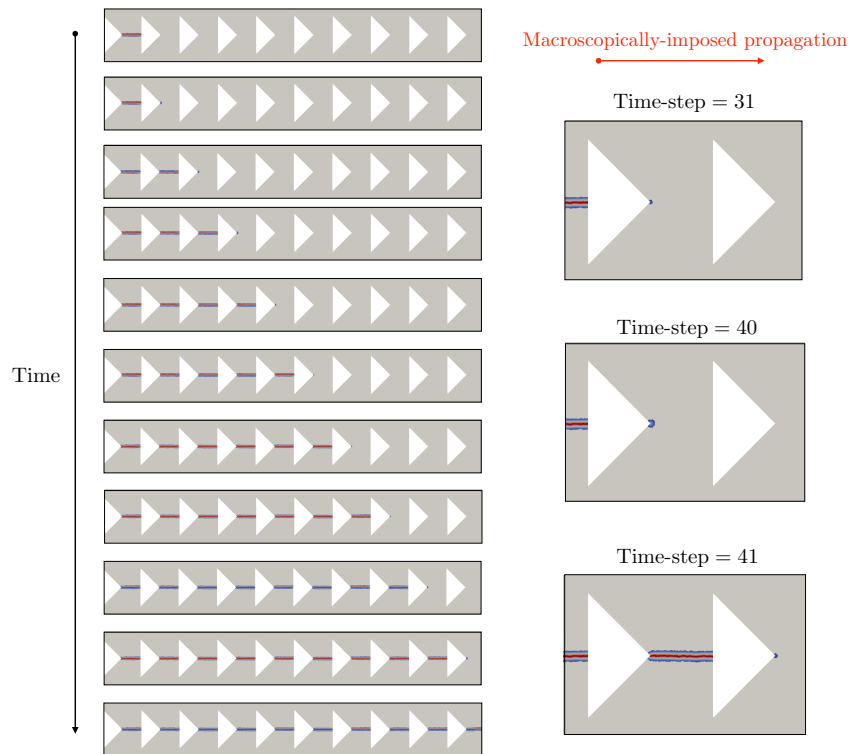 Macroscopically-imposed propagation
Time-step = 31
Time-step = 40
Time
Time-step = 41